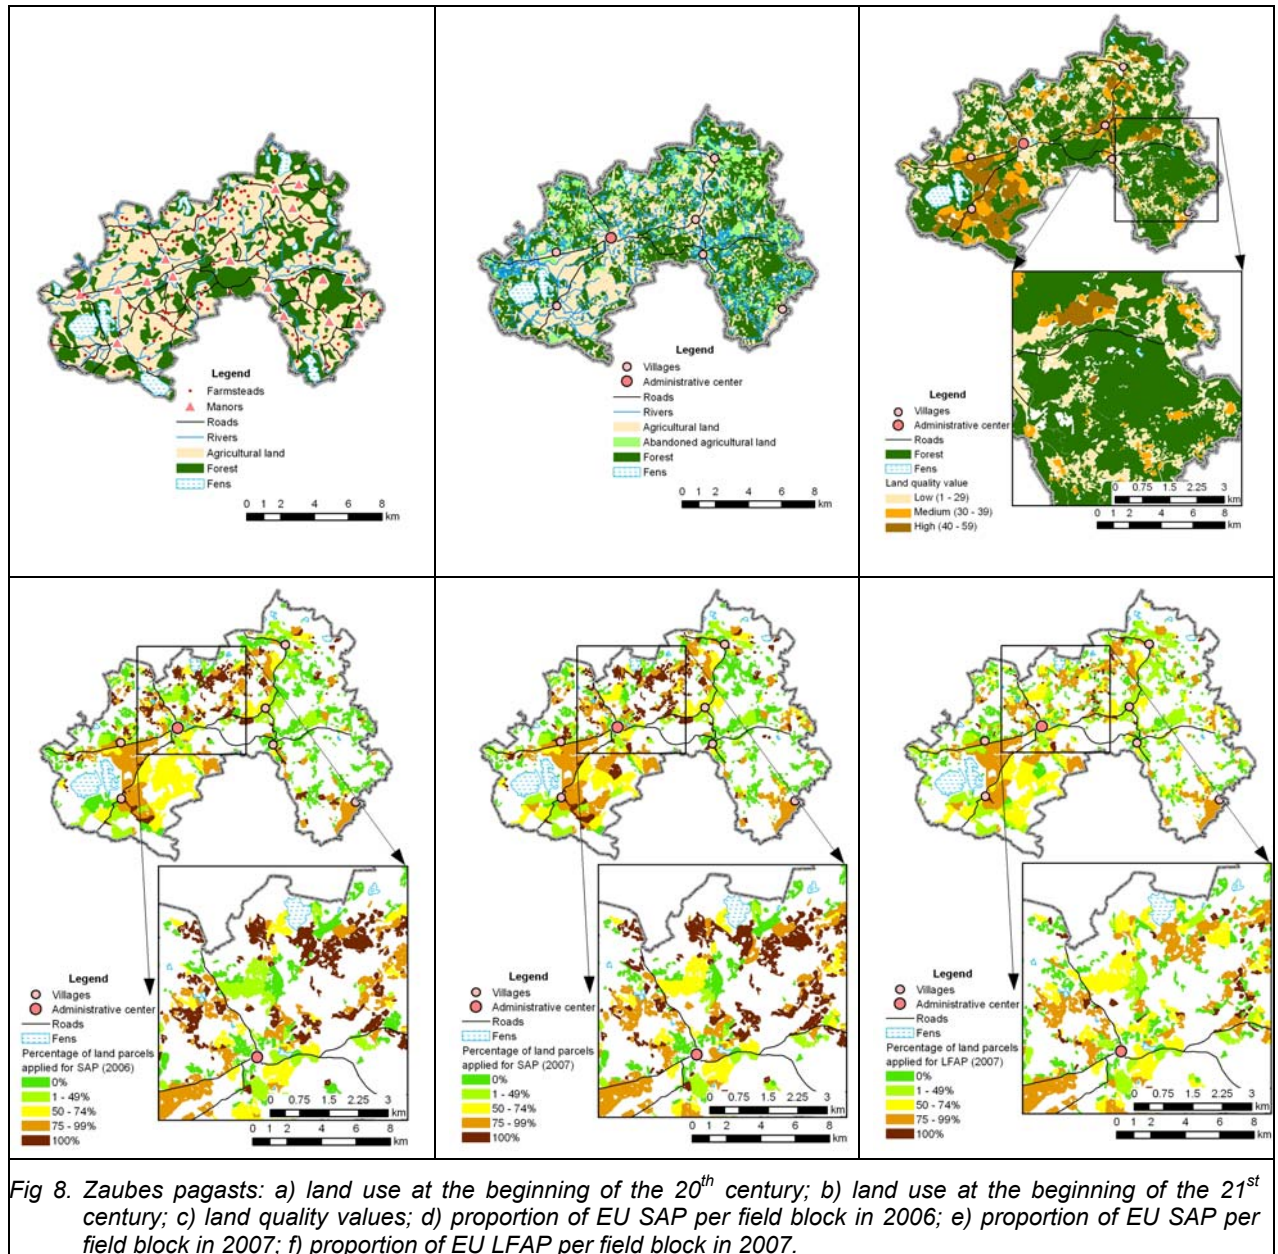 Legend
Farmsteads
Manors
Roads
Rivers
Agricultural land
Forest
Fens
0 1 2 4 6 8
km
Legend
Villages
Administrative center
Roads
Rivers
Agricultural land
Abandoned agricultural land
Forest
Fens
0 1 2 4 6 8
km
Legend
Villages
Administrative center
Roads
Forest
Fens
Land quality value
Low (1 - 29)
Medium (30 - 39)
High (40 - 59)
0 0.75 1.5 2.25 3
km
0 1 2 4 6 8
km
Legend
Villages
Administrative center
Roads
Fens
Percentage of land parcels
applied for SAP (2006)
0%
1 - 49%
50 - 74%
75 - 99%
100%
0 0.75 1.5 2.25 3
km
0 1 2 4 6 8
km
Legend
Villages
Administrative center
Roads
Fens
Percentage of land parcels
applied for SAP (2007)
0%
1 - 49%
50 - 74%
75 - 99%
100%
0 0.75 1.5 2.25 3
km
0 1 2 4 6 8
km
Legend
Villages
Administrative center
Roads
Fens
Percentage of land parcels
applied for LFAP (2007)
0%
1 - 49%
50 - 74%
75 - 99%
100%
0 0.75 1.5 2.25 3
km
0 1 2 4 6 8
km
Fig 8. Zaubes pagasts: a) land use at the beginning of the 20th century; b) land use at the beginning of the 21st
century; c) land quality values; d) proportion of EU SAP per field block in 2006; e) proportion of EU SAP per
field block in 2007; f) proportion of EU LFAP per field block in 2007.